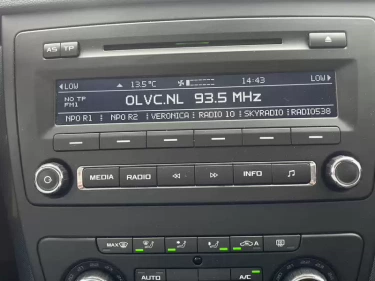 AS TP
◄LOW ▲ 13.5°C 14:43 LOW►
NO TP
FM1
OLVC.NL 93.5 MHz
NPO R1 | NPO R2 | VERONICA | RADIO 10 | SKYRADIO | RADIO538
MEDIA RADIO INFO
MAX A
AUTO A/C